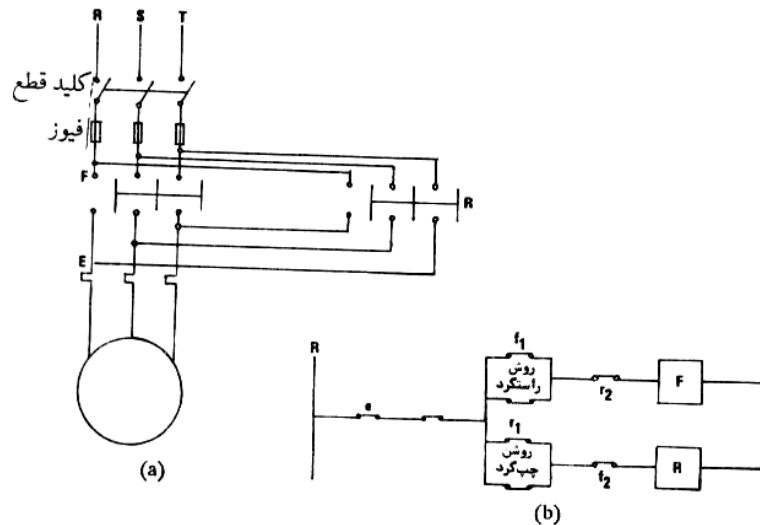 R S T
کلید قطع
فیوز
F
R
E
(a)
R
e
f1
روش
راستگرد
r2
F
r1
روش
چپ‌گرد
f2
R
(b)